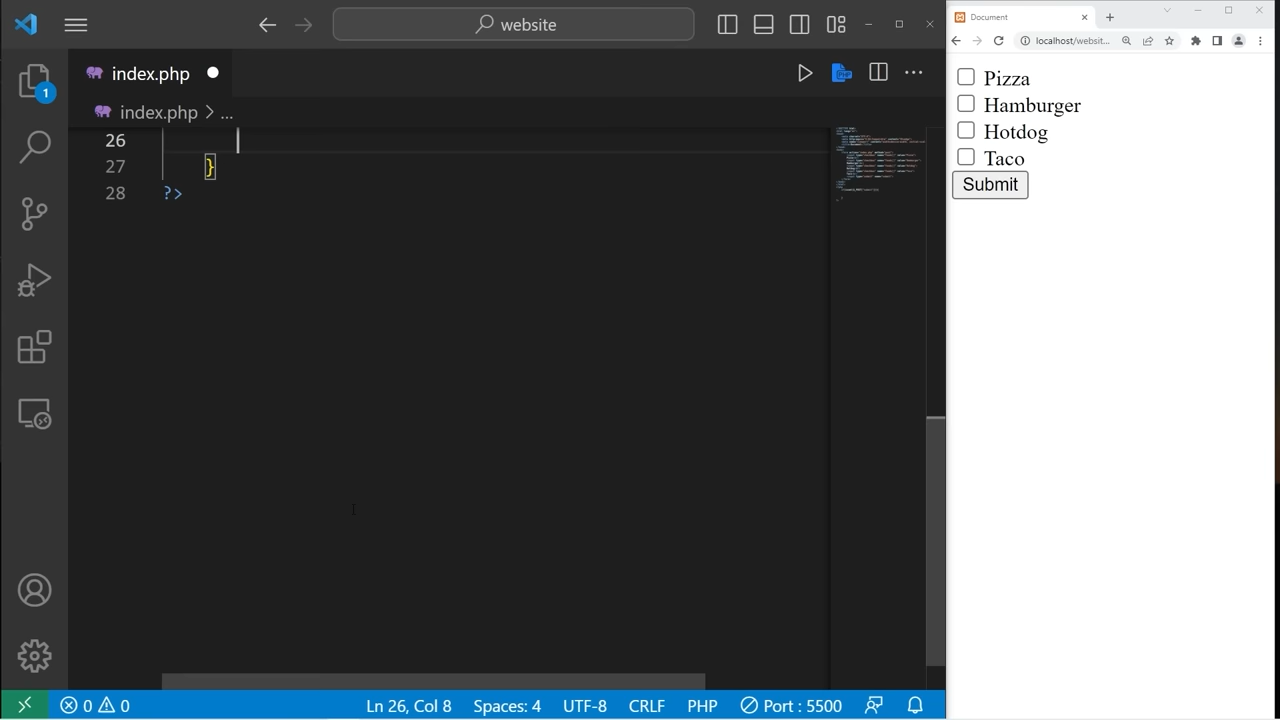 website
index.php
index.php > ...
1
26
27 }
28 ?>
Ln 26, Col 8
Spaces: 4
UTF-8
CRLF
PHP
Port : 5500
0
0
Document
localhost/websit...
Pizza
Hamburger
Hotdog
Taco
Submit